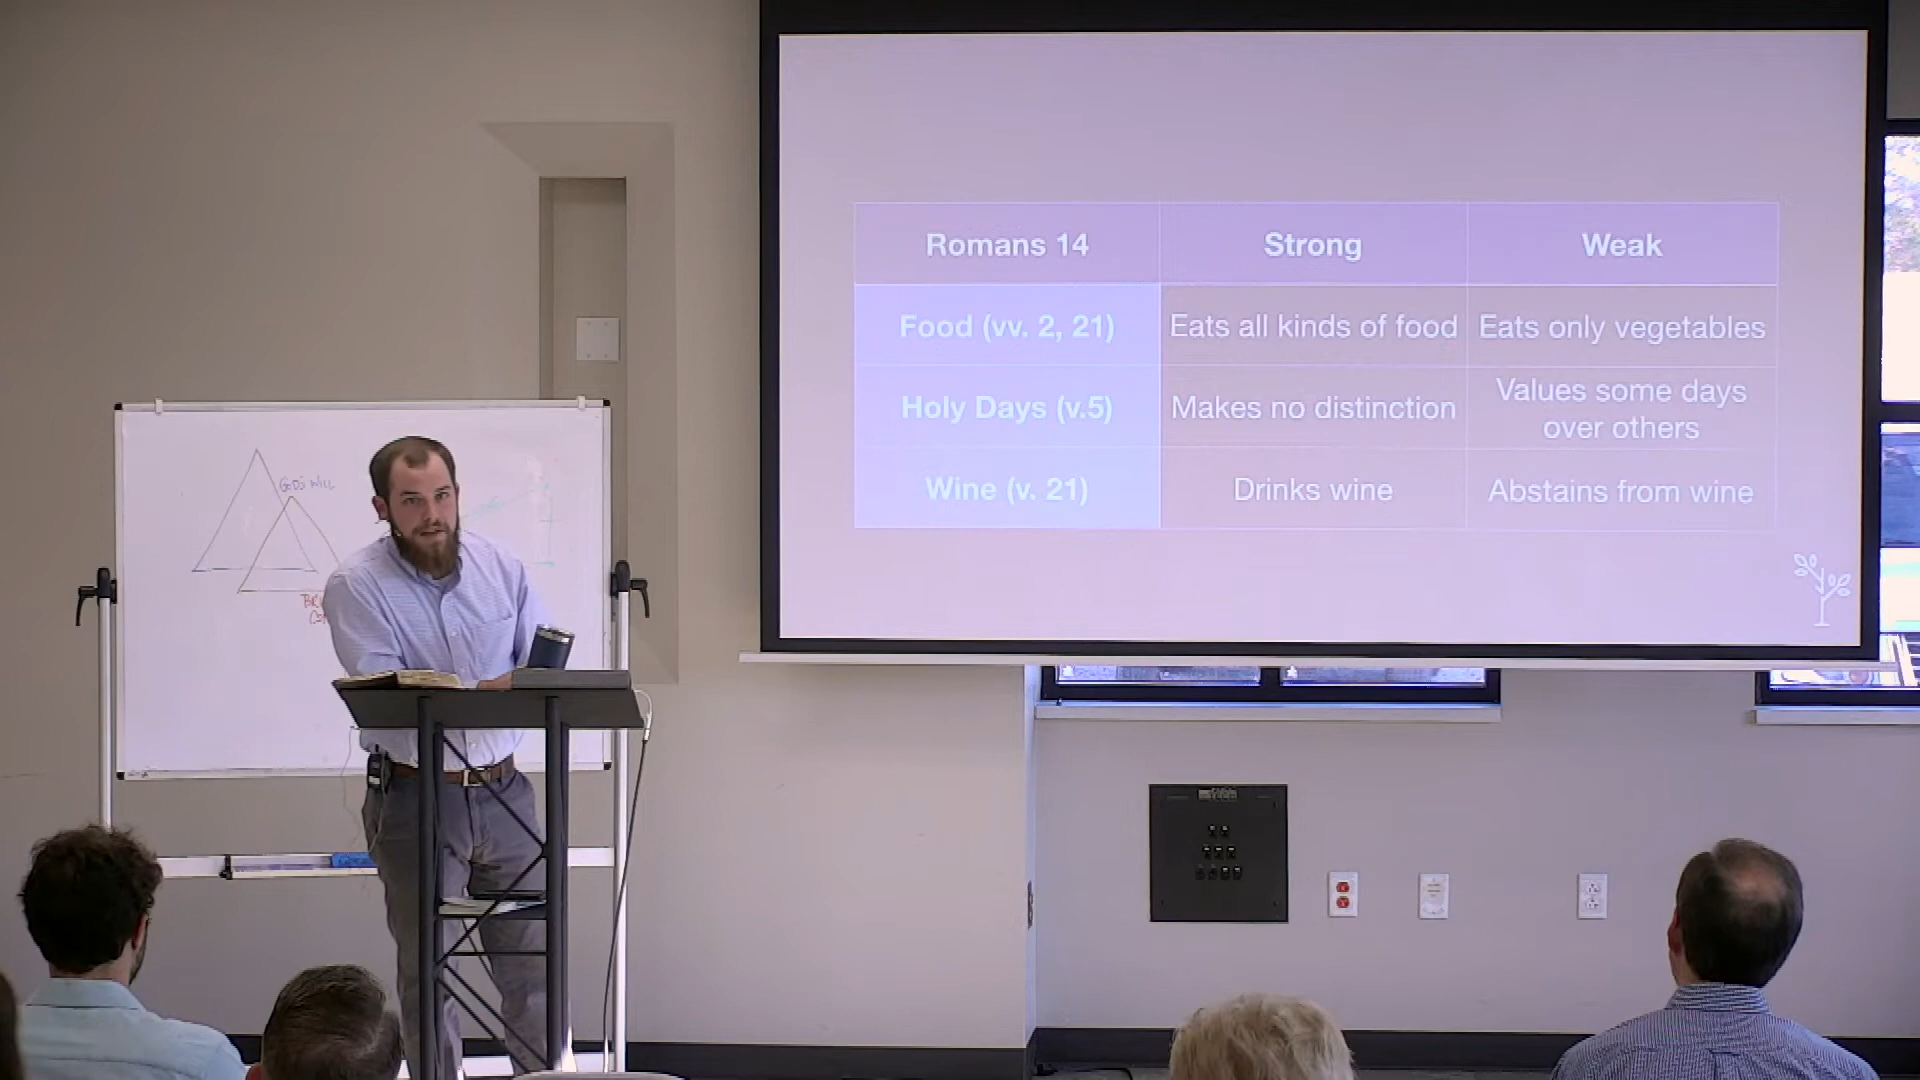 Romans 14 Strong Weak
Food (vv. 2, 21) Eats all kinds of food Eats only vegetables
Holy Days (v.5) Makes no distinction Values some days
over others
Wine (v. 21) Drinks wine Abstains from wine
GOD'S WILL